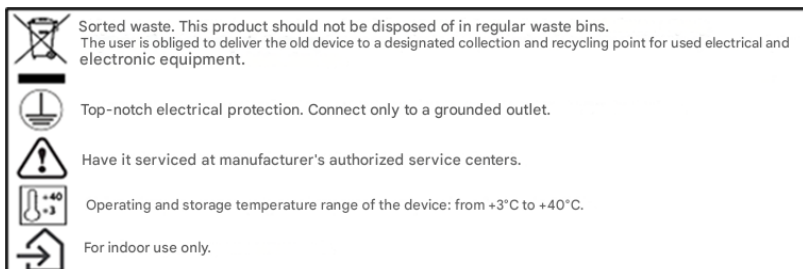 Sorted waste. This product should not be disposed of in regular waste bins.
The user is obliged to deliver the old device to a designated collection and recycling point for used electrical and
electronic equipment.
Top-notch electrical protection. Connect only to a grounded outlet.
Have it serviced at manufacturer's authorized service centers.
+40
+3
Operating and storage temperature range of the device: from +3°C to +40°C.
For indoor use only.